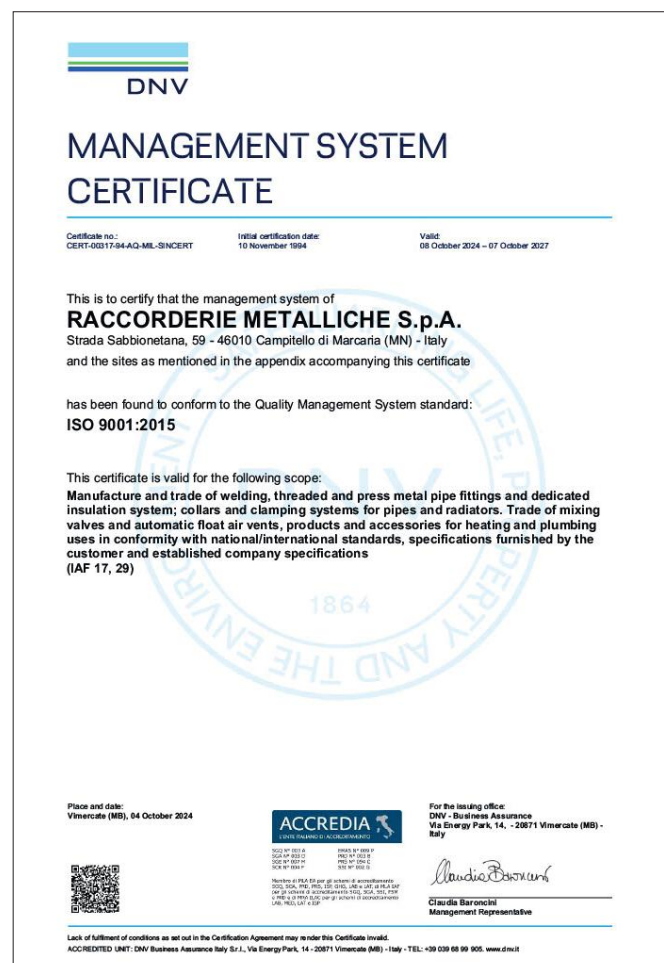 DNV
MANAGEMENT SYSTEM
CERTIFICATE
Certificate no.:
CERT-00317-94-AQ-MIL-SINCERT
Initial certification date:
10 November 1994
Valid:
08 October 2024 – 07 October 2027
This is to certify that the management system of
RACCORDERIE METALLICHE S.p.A.
Strada Sabbionetana, 59 - 46010 Campitello di Marcaria (MN) - Italy
and the sites as mentioned in the appendix accompanying this certificate
has been found to conform to the Quality Management System standard:
ISO 9001:2015
This certificate is valid for the following scope:
Manufacture and trade of welding, threaded and press metal pipe fittings and dedicated
insulation system; collars and clamping systems for pipes and radiators. Trade of mixing
valves and automatic float air vents, products and accessories for heating and plumbing
uses in conformity with national/international standards, specifications furnished by the
customer and established company specifications
(IAF 17, 29)
1864
Place and date:
Vimercate (MB), 04 October 2024
ACCREDIA
L'ENTE ITALIANO DI ACCREDITAMENTO
For the issuing office:
DNV - Business Assurance
Via Energy Park, 14, - 20871 Vimercate (MB) -
Italy
Claudia Baroncini
Claudia Baroncini
Management Representative
Lack of fulfilment of conditions as set out in the Certification Agreement may render this Certificate invalid.
ACCREDITED UNIT: DNV Business Assurance Italy S.r.l., Via Energy Park, 14 - 20871 Vimercate (MB) - Italy - TEL: +39 039 68 99 905. www.dnv.it